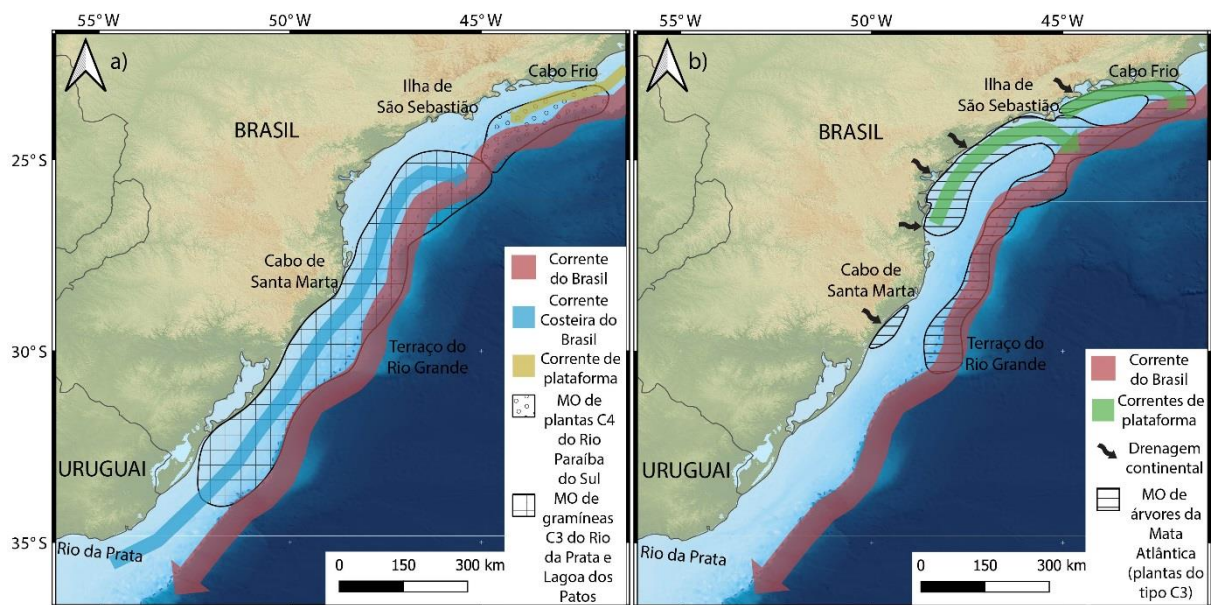 55°W
50°W
45°W
a)
Cabo Frio
Ilha de
São Sebastião
BRASIL
25°S
Cabo de
Santa Marta
30°S
Terraço do
Rio Grande
URUGUAI
35°S
Rio da Prata
Corrente
do Brasil
Corrente
Costeira do
Brasil
Corrente de
plataforma
MO de
plantas C4
do Rio
Paraíba
do Sul
MO de
gramíneas
C3 do Rio
da Prata e
Lagoa dos
Patos
0 150 300 km
55°W
50°W
45°W
b)
Cabo Frio
Ilha de
São Sebastião
BRASIL
25°S
Cabo de
Santa Marta
30°S
Terraço do
Rio Grande
URUGUAI
35°S
Rio da Prata
Corrente
do Brasil
Correntes de
plataforma
Drenagem
continental
MO de
árvores da
Mata
Atlântica
(plantas do
tipo C3)
0 150 300 km